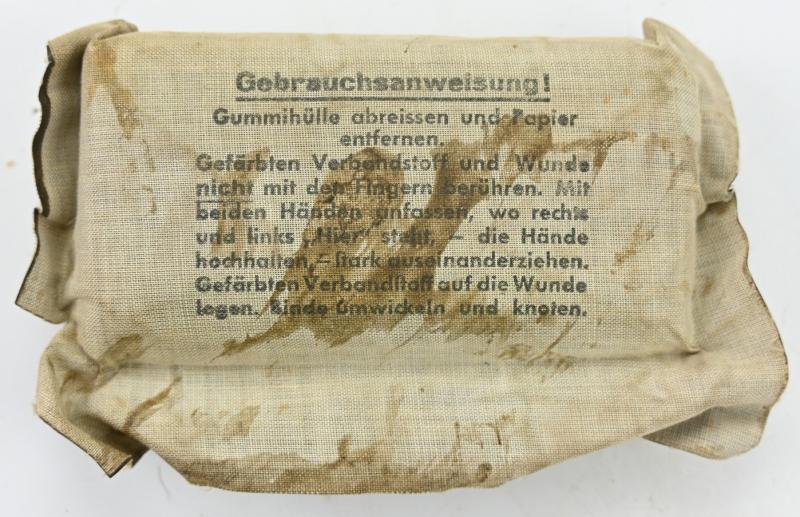 Gebrauchsanweisung!
Gummihülle abreissen und Papier
entfernen.
Gefärbten Verbandstoff und Wunde
nicht mit den Fingern berühren. Mit
beiden Händen anfassen, wo rechts
und links „Hier“ steht, – die Hände
hochhalten, – stark auseinanderziehen.
Gefärbten Verbandstoff auf die Wunde
legen. Binde umwickeln und knoten.